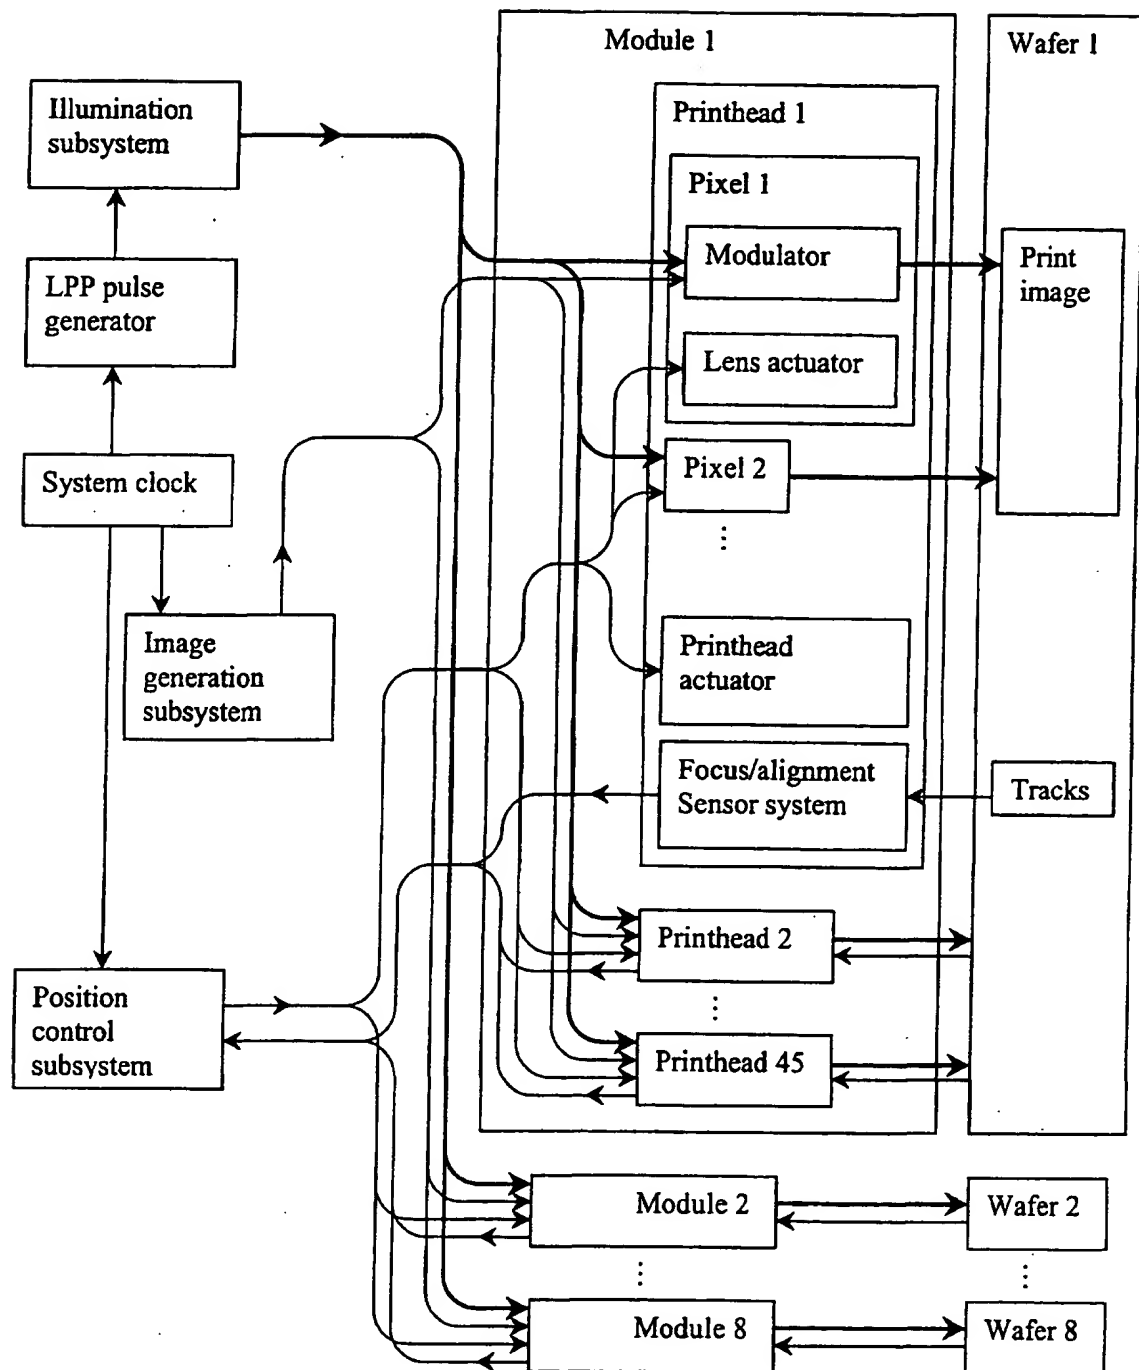 Module 1
Wafer 1
Illumination
subsystem
Printhead 1
Pixel 1
Modulator
Print
image
LPP pulse
generator
Lens actuator
Pixel 2
System clock
Image
generation
subsystem
Printhead
actuator
Focus/alignment
Sensor system
Tracks
Printhead 2
Position
control
subsystem
Printhead 45
Module 2
Wafer 2
Module 8
Wafer 8